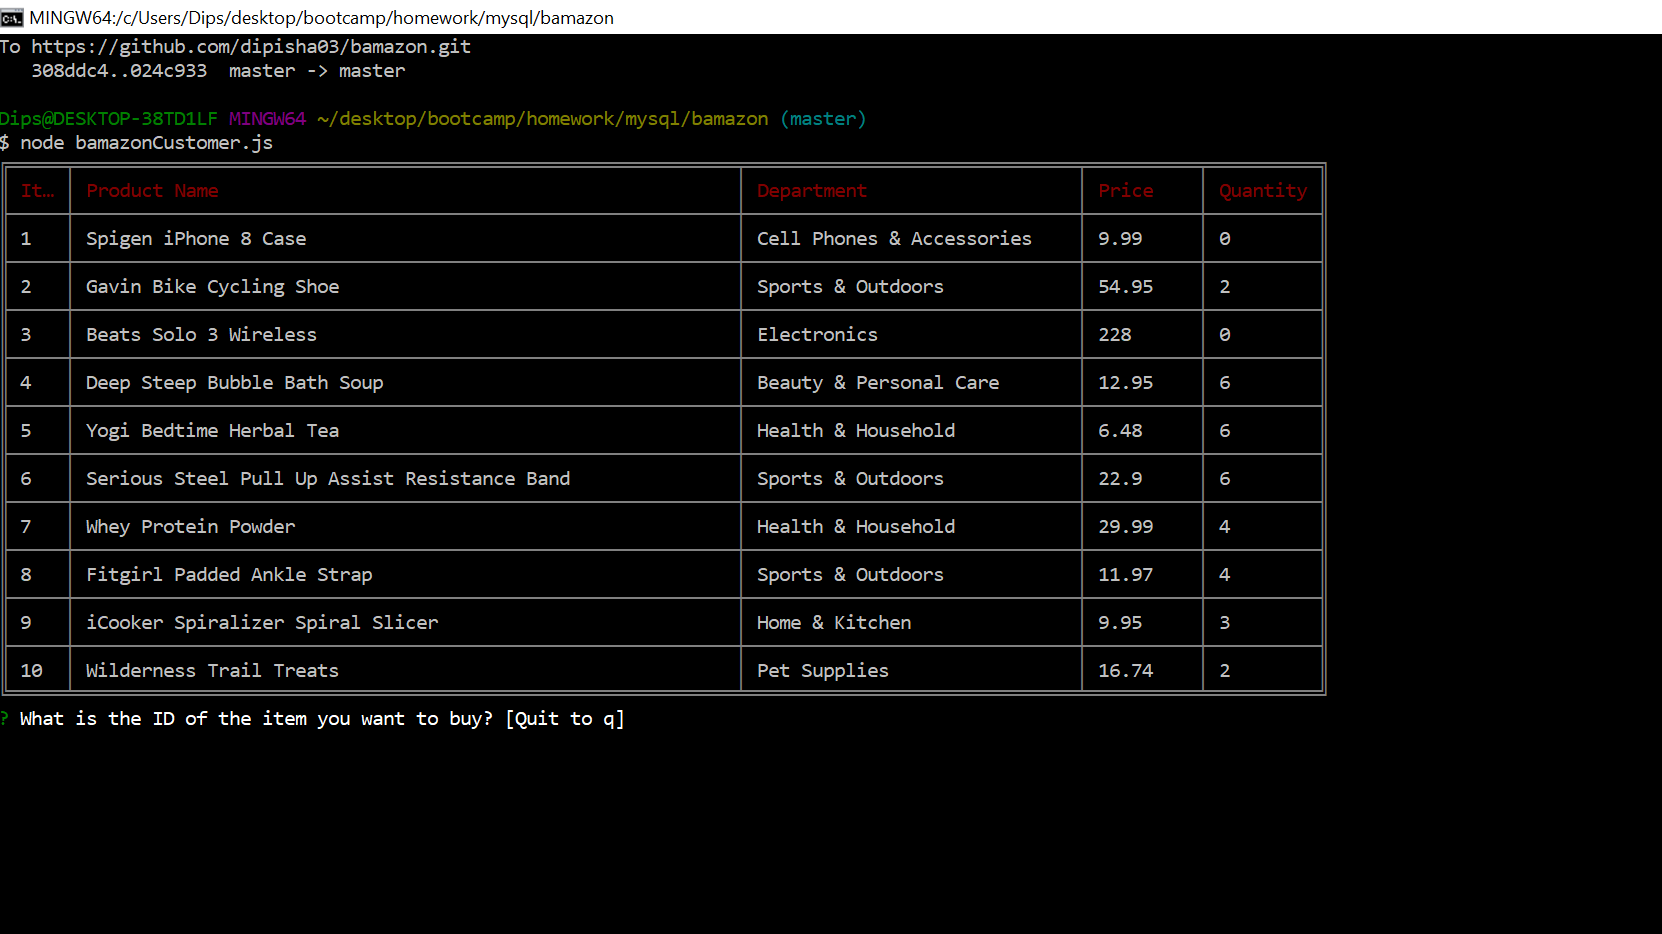 MINGW64:/c/Users/Dips/desktop/bootcamp/homework/mysql/bamazon
To https://github.com/dipisha03/bamazon.git
308ddc4..024c933  master -> master
Dips@DESKTOP-38TD1LF MINGW64 ~/desktop/bootcamp/homework/mysql/bamazon (master)
$ node bamazonCustomer.js
It… Product Name Department Price Quantity
1 Spigen iPhone 8 Case Cell Phones & Accessories 9.99 0
2 Gavin Bike Cycling Shoe Sports & Outdoors 54.95 2
3 Beats Solo 3 Wireless Electronics 228 0
4 Deep Steep Bubble Bath Soup Beauty & Personal Care 12.95 6
5 Yogi Bedtime Herbal Tea Health & Household 6.48 6
6 Serious Steel Pull Up Assist Resistance Band Sports & Outdoors 22.9 6
7 Whey Protein Powder Health & Household 29.99 4
8 Fitgirl Padded Ankle Strap Sports & Outdoors 11.97 4
9 iCooker Spiralizer Spiral Slicer Home & Kitchen 9.95 3
10 Wilderness Trail Treats Pet Supplies 16.74 2
? What is the ID of the item you want to buy? [Quit to q]